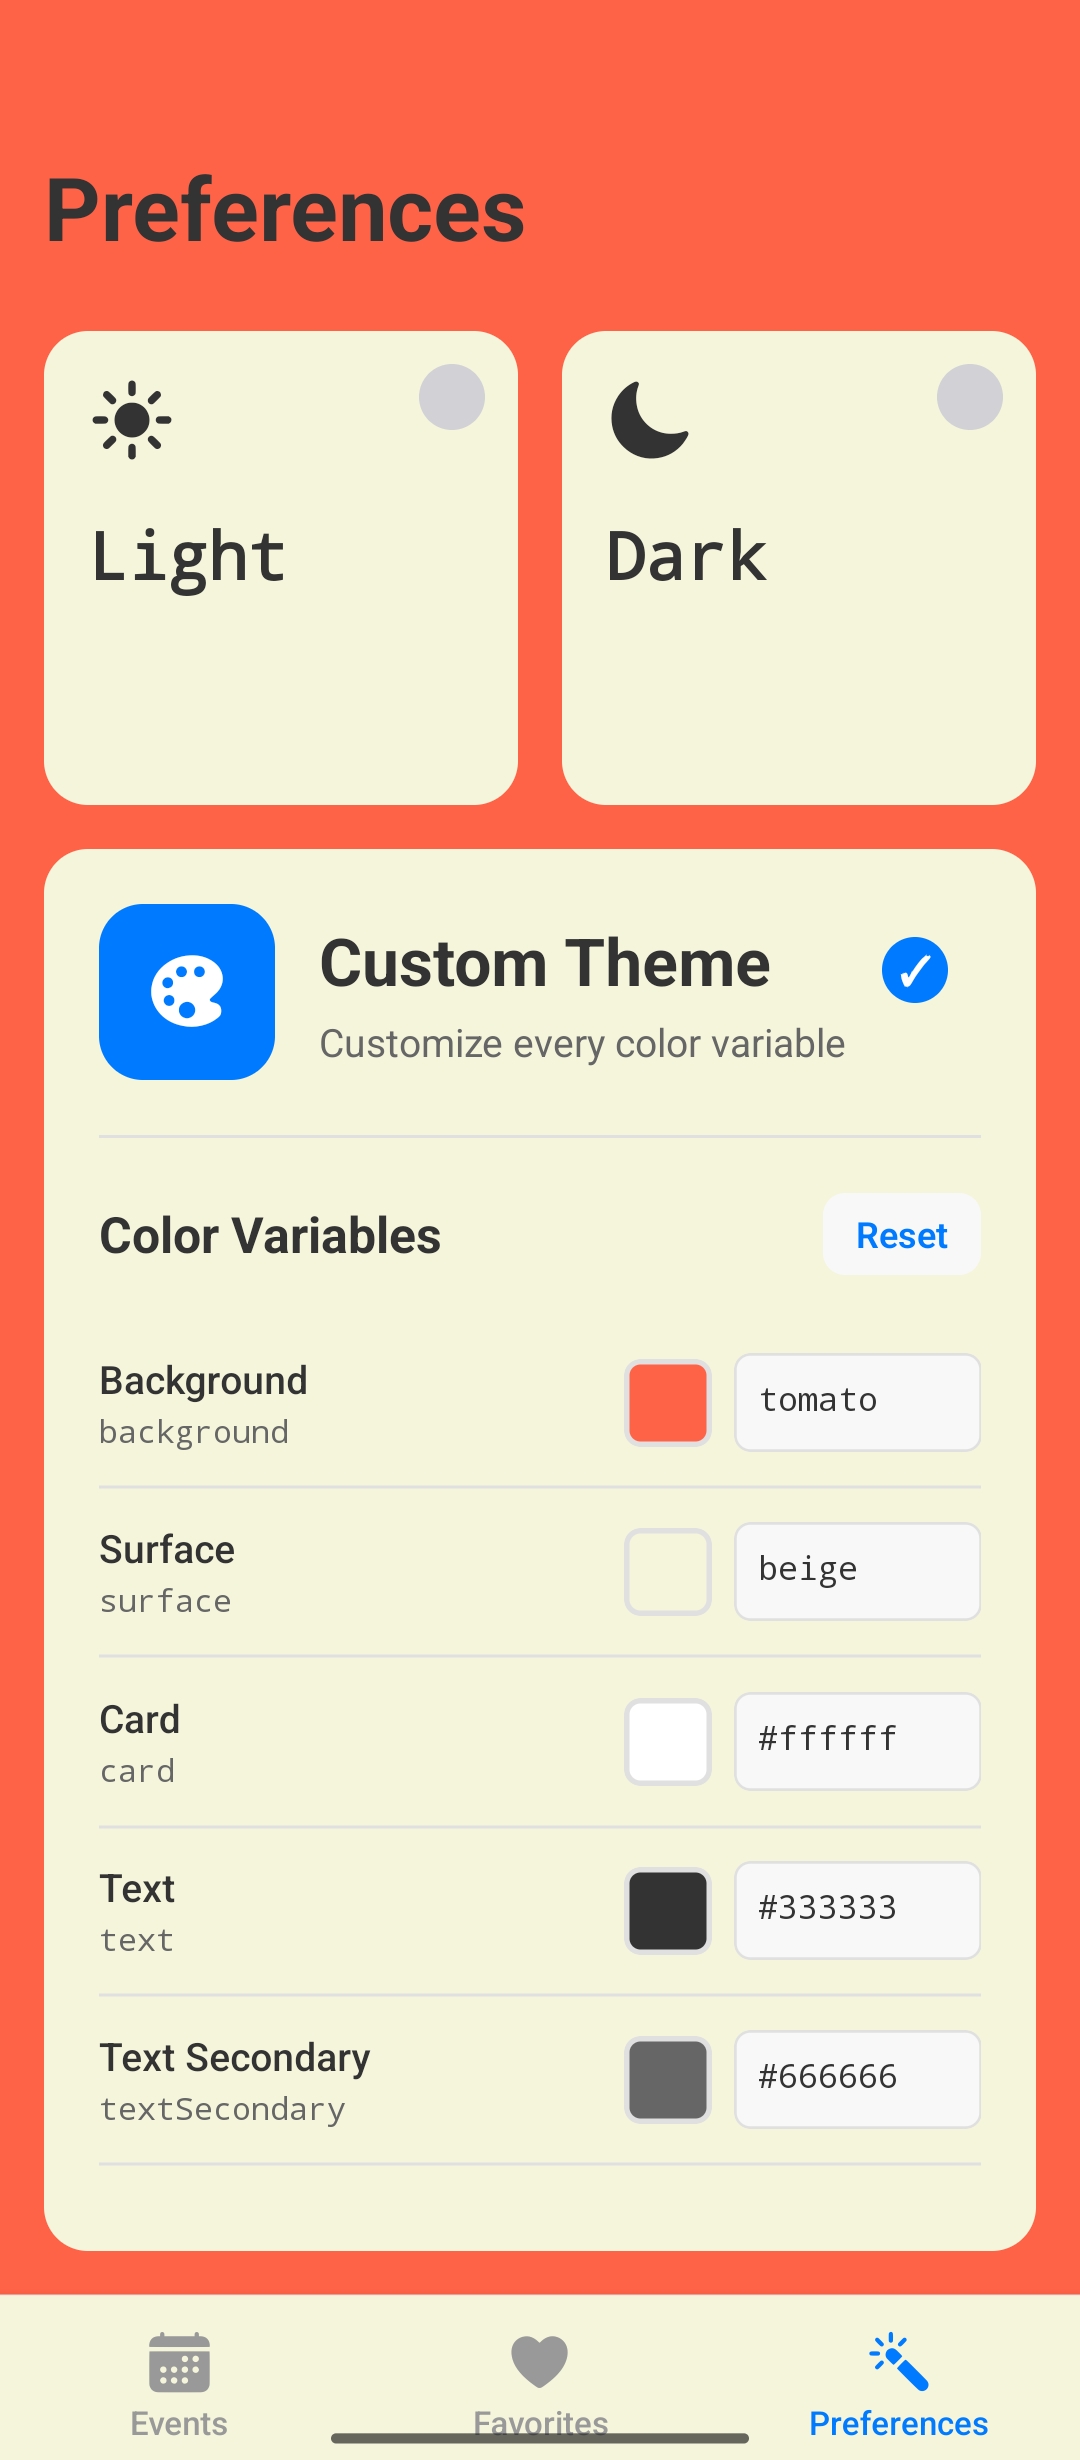 Preferences
Light
Dark
Custom Theme
Customize every color variable
Color Variables
Reset
Background
background
tomato
Surface
surface
beige
Card
card
#ffffff
Text
text
#333333
Text Secondary
textSecondary
#666666
Events
Favorites
Preferences